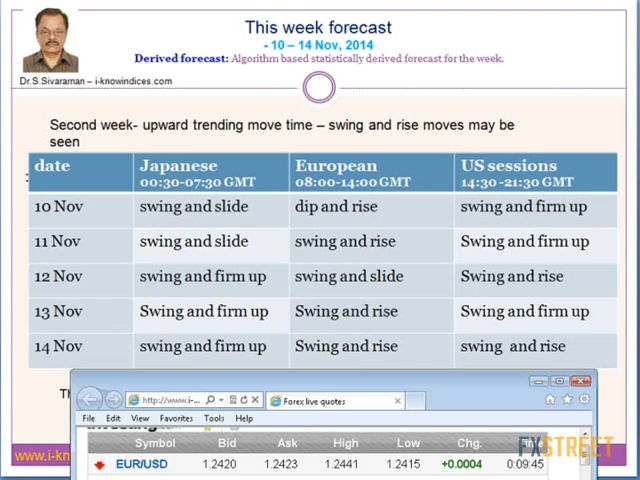 This week forecast
- 10 – 14 Nov, 2014
Derived forecast: Algorithm based statistically derived forecast for the week.
Dr.S.Sivaraman – i-knowindices.com
Second week- upward trending move time – swing and rise moves may be
seen
date Japanese 00:30-07:30 GMT European 08:00-14:00 GMT US sessions 14:30 -21:30 GMT
10 Nov swing and slide dip and rise swing and firm up
11 Nov swing and slide swing and rise Swing and firm up
12 Nov swing and firm up swing and slide Swing and rise
13 Nov Swing and firm up Swing and rise Swing and firm up
14 Nov swing and firm up Swing and rise swing and rise
Th
http://www.i-...
Forex live quotes
File Edit View Favorites Tools Help
Symbol Bid Ask High Low Chg.
EUR/USD 1.2420 1.2423 1.2441 1.2415 +0.0004 0:09:45
FXSTREET
www.i-kn